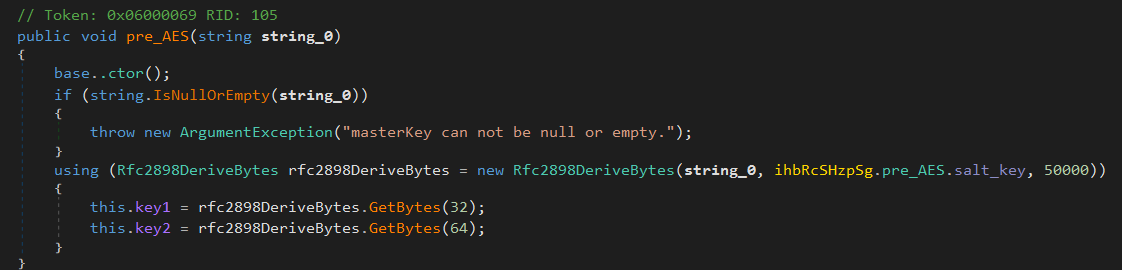 // Token: 0x06000069 RID: 105
public void pre_AES(string string_0)
{
base..ctor();
if (string.IsNullOrEmpty(string_0))
{
throw new ArgumentException("masterKey can not be null or empty.");
}
using (Rfc2898DeriveBytes rfc2898DeriveBytes = new Rfc2898DeriveBytes(string_0, ihbRcSHzpSg.pre_AES.salt_key, 50000))
{
this.key1 = rfc2898DeriveBytes.GetBytes(32);
this.key2 = rfc2898DeriveBytes.GetBytes(64);
}
}